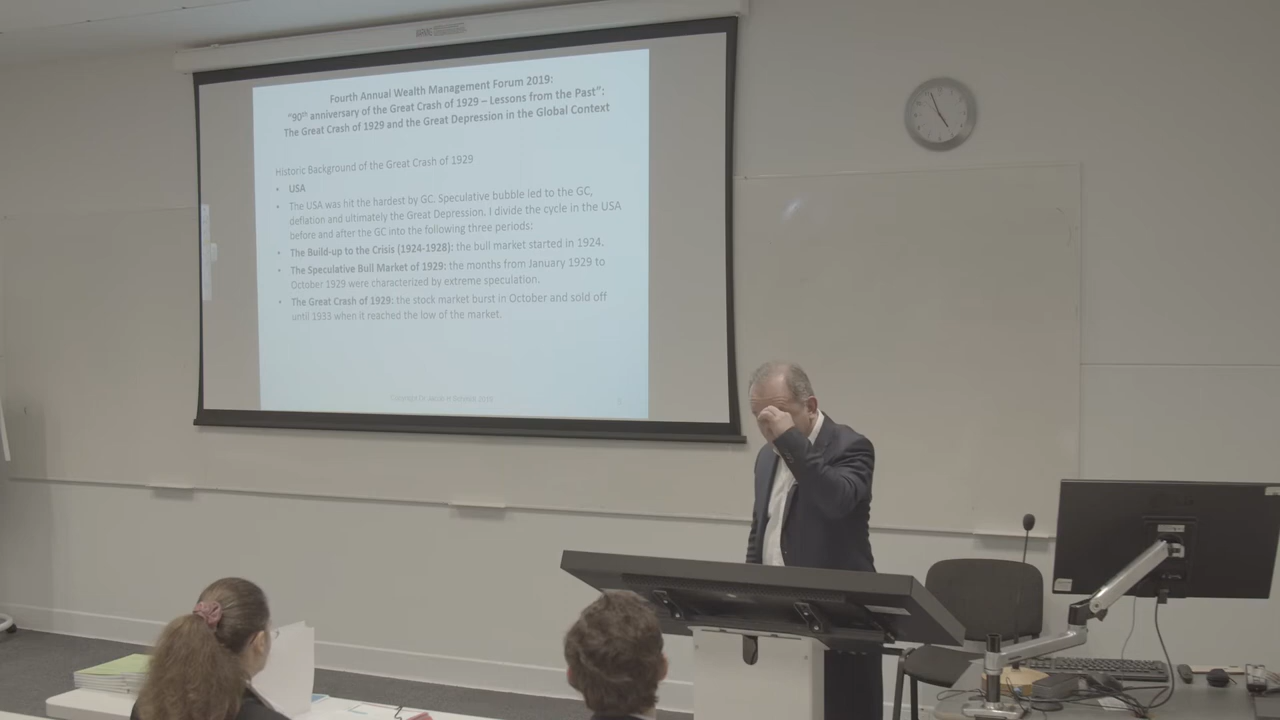 Fourth Annual Wealth Management Forum 2019:
"90th anniversary of the Great Crash of 1929 – Lessons from the Past":
The Great Crash of 1929 and the Great Depression in the Global Context
Historic Background of the Great Crash of 1929
• USA
• The USA was hit the hardest by GC. Speculative bubble led to the GC,
deflation and ultimately the Great Depression. I divide the cycle in the USA
before and after the GC into the following three periods:
• The Build-up to the Crisis (1924-1928): the bull market started in 1924.
• The Speculative Bull Market of 1929: the months from January 1929 to
October 1929 were characterized by extreme speculation.
• The Great Crash of 1929: the stock market burst in October and sold off
until 1933 when it reached the low of the market.